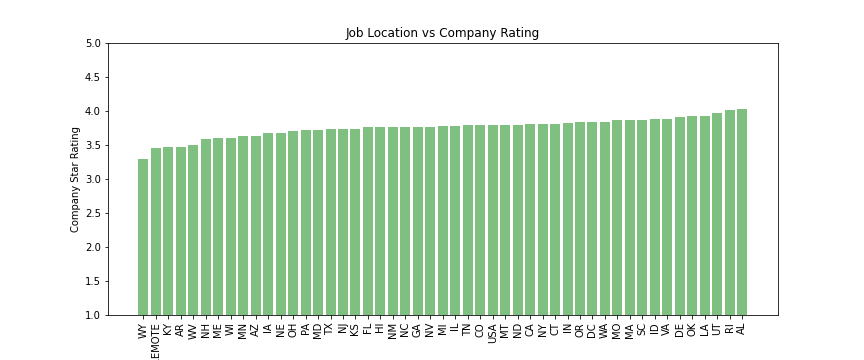 Job Location vs Company Rating
5.0
4.5
4.0
3.5
3.0
2.5
2.0
1.5
1.0
Company Star Rating
WY
EMOTE
KY
AR
WV
NH
ME
WI
MN
AZ
IA
NE
OH
PA
MD
TX
NJ
KS
FL
HI
NM
NC
GA
NV
MI
IL
TN
CO
USA
MT
ND
CA
NY
CT
IN
OR
DC
WA
MO
MA
SC
ID
VA
DE
OK
LA
UT
RI
AL